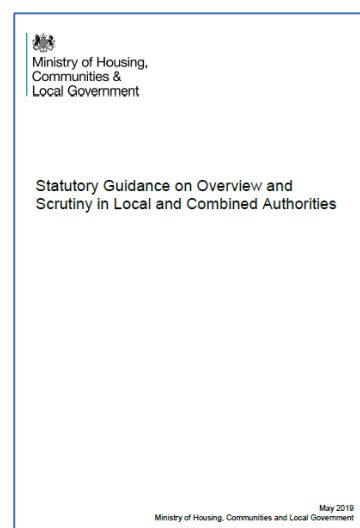 Ministry of Housing,
Communities &
Local Government
Statutory Guidance on Overview and
Scrutiny in Local and Combined Authorities
May 2019
Ministry of Housing, Communities and Local Government